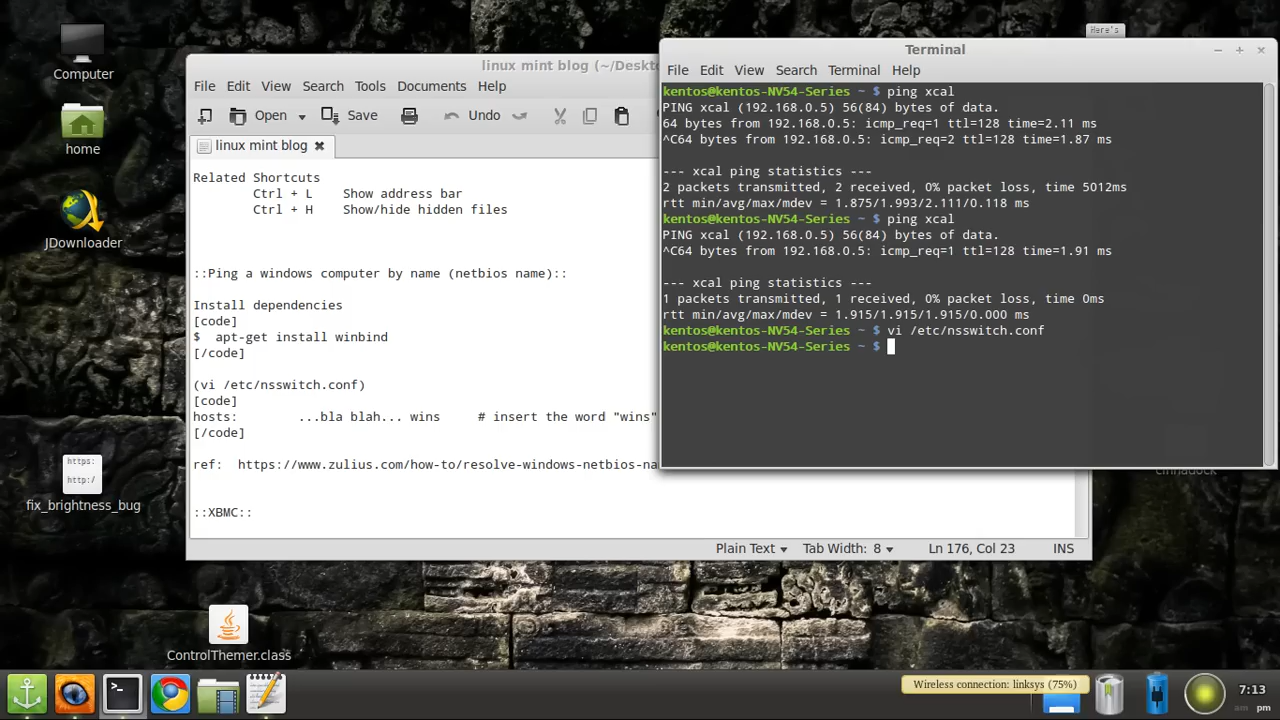 Computer
home
JDownloader
https:
http:/
fix_brightness_bug
ControlThemer.class
Here's
linux mint blog (~/Deskto
File Edit View Search Tools Documents Help
Open Save Undo
linux mint blog
Related Shortcuts
Ctrl + L Show address bar
Ctrl + H Show/hide hidden files
::Ping a windows computer by name (netbios name)::
Install dependencies
[code]
$ apt-get install winbind
[/code]
(vi /etc/nsswitch.conf)
[code]
hosts: ...bla blah... wins # insert the word "wins"
[/code]
ref: https://www.zulius.com/how-to/resolve-windows-netbios-na
::XBMC::
Plain Text Tab Width: 8 Ln 176, Col 23 INS
Terminal
File Edit View Search Terminal Help
kentos@kentos-NV54-Series ~ $ ping xcal
PING xcal (192.168.0.5) 56(84) bytes of data.
64 bytes from 192.168.0.5: icmp_req=1 ttl=128 time=2.11 ms
^C64 bytes from 192.168.0.5: icmp_req=2 ttl=128 time=1.87 ms
--- xcal ping statistics ---
2 packets transmitted, 2 received, 0% packet loss, time 5012ms
rtt min/avg/max/mdev = 1.875/1.993/2.111/0.118 ms
kentos@kentos-NV54-Series ~ $ ping xcal
PING xcal (192.168.0.5) 56(84) bytes of data.
^C64 bytes from 192.168.0.5: icmp_req=1 ttl=128 time=1.91 ms
--- xcal ping statistics ---
1 packets transmitted, 1 received, 0% packet loss, time 0ms
rtt min/avg/max/mdev = 1.915/1.915/1.915/0.000 ms
kentos@kentos-NV54-Series ~ $ vi /etc/nsswitch.conf
kentos@kentos-NV54-Series ~ $
Wireless connection: linksys (75%)
7:13
am pm